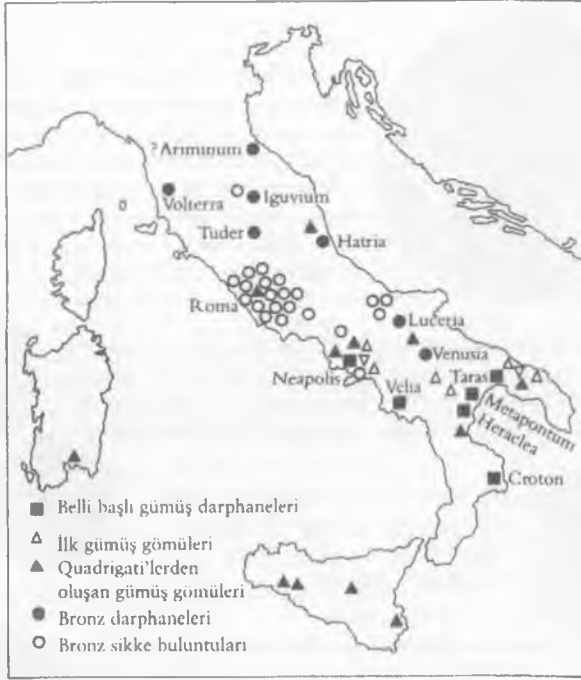 ?Ariminum
Volterra
Iguvium
Tuder
Hatria
Roma
Luceria
Venusia
Neapolis
Velia
Taras
Metapontum
Heraclea
Croton
Belli başlı gümüş darphaneleri
İlk gümüş gömüleri
Quadrigati'lerden
oluşan gümüş gömüleri
Bronz darphaneleri
Bronz sikke buluntuları